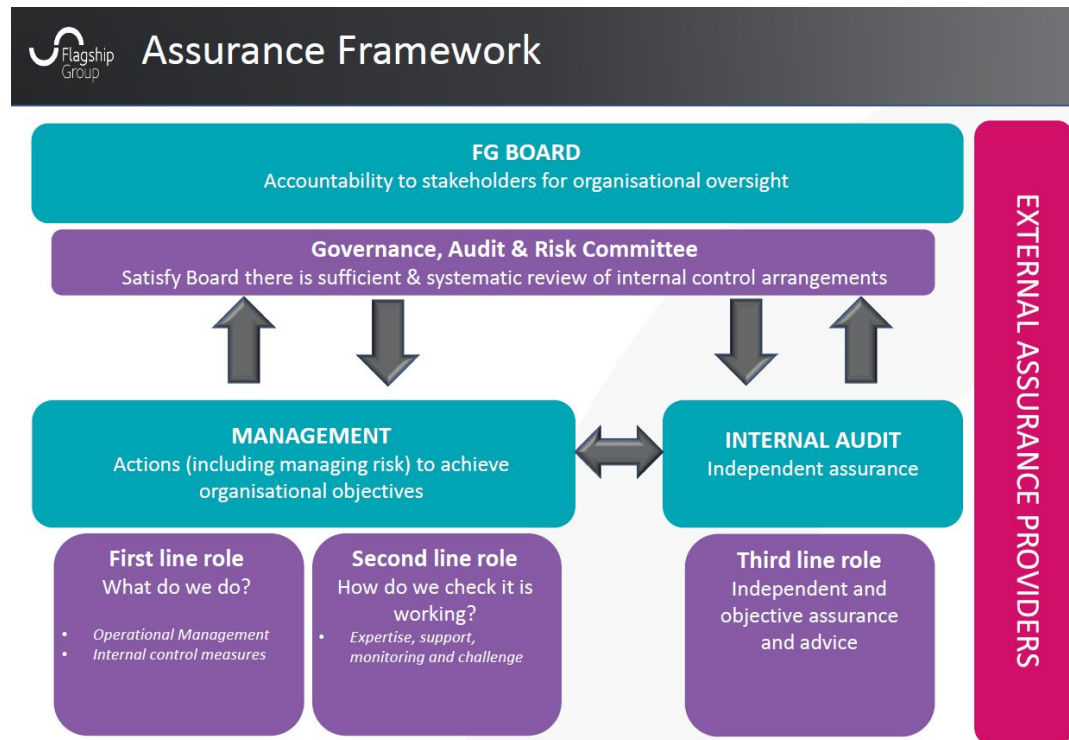 Flagship
Group
Assurance Framework
FG BOARD
Accountability to stakeholders for organisational oversight
Governance, Audit & Risk Committee
Satisfy Board there is sufficient & systematic review of internal control arrangements
MANAGEMENT
Actions (including managing risk) to achieve
organisational objectives
INTERNAL AUDIT
Independent assurance
First line role
What do we do?
• Operational Management
• Internal control measures
Second line role
How do we check it is
working?
• Expertise, support,
monitoring and challenge
Third line role
Independent and
objective assurance
and advice
EXTERNAL ASSURANCE PROVIDERS